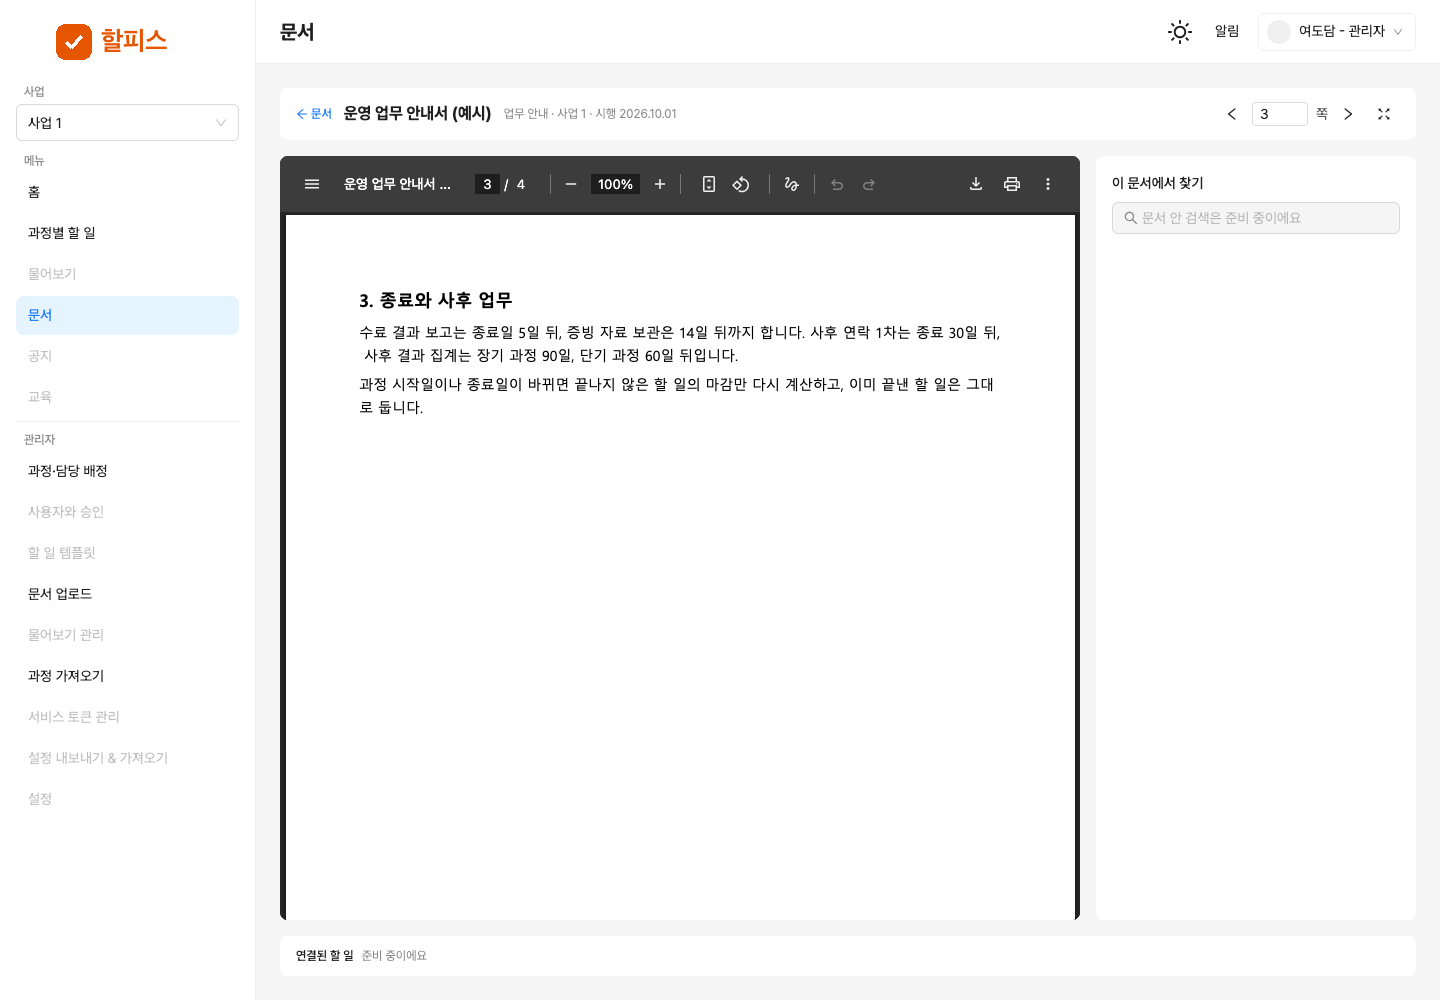 할피스
사업
사업 1
메뉴
홈
과정별 할 일
물어보기
문서
공지
교육
관리자
과정·담당 배정
사용자와 승인
할 일 템플릿
문서 업로드
물어보기 관리
과정 가져오기
서비스 토큰 관리
설정 내보내기 & 가져오기
설정
문서
알림
여도담 - 관리자
← 문서 운영 업무 안내서 (예시) 업무 안내 · 사업 1 · 시행 2026.10.01
3 쪽
운영 업무 안내서 ... 3 / 4 100%
3. 종료와 사후 업무
수료 결과 보고는 종료일 5일 뒤, 증빙 자료 보관은 14일 뒤까지 합니다. 사후 연락 1차는 종료 30일 뒤,
사후 결과 집계는 장기 과정 90일, 단기 과정 60일 뒤입니다.
과정 시작일이나 종료일이 바뀌면 끝나지 않은 할 일의 마감만 다시 계산하고, 이미 끝낸 할 일은 그대
로 둡니다.
이 문서에서 찾기
문서 안 검색은 준비 중이에요
연결된 할 일 준비 중이에요